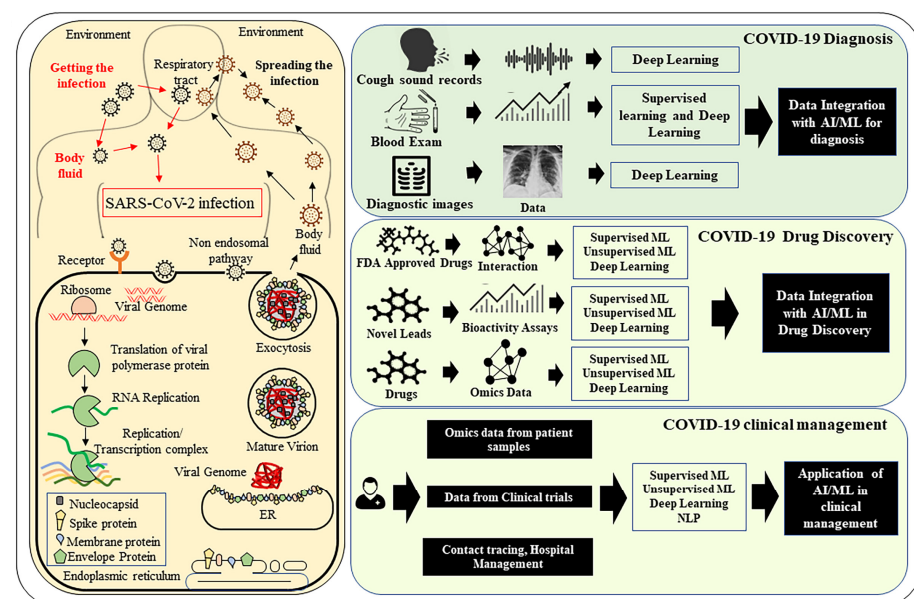 Environment
Environment
Getting the
infection
Respiratory
tract
Spreading the
infection
Body
fluid
SARS-CoV-2 infection
Body
fluid
Non endosomal
pathway
Receptor
Ribosome
Viral Genome
Exocytosis
Translation of viral
polymerase protein
RNA Replication
Mature Virion
Replication/
Transcription complex
Viral Genome
ER
Nucleocapsid
Spike protein
Membrane protein
Envelope Protein
Endoplasmic reticulum
COVID-19 Diagnosis
Cough sound records
Deep Learning
Blood Exam
Supervised
learning and Deep
Learning
Data Integration
with AI/ML for
diagnosis
Diagnostic images
Data
Deep Learning
COVID-19 Drug Discovery
FDA Approved Drugs
Interaction
Supervised ML
Unsupervised ML
Deep Learning
Novel Leads
Bioactivity Assays
Supervised ML
Unsupervised ML
Deep Learning
Data Integration
with AI/ML in
Drug Discovery
Drugs
Omics Data
Supervised ML
Unsupervised ML
Deep Learning
COVID-19 clinical management
Omics data from patient
samples
Data from Clinical trials
Contact tracing, Hospital
Management
Supervised ML
Unsupervised ML
Deep Learning
NLP
Application of
AI/ML in
clinical
management